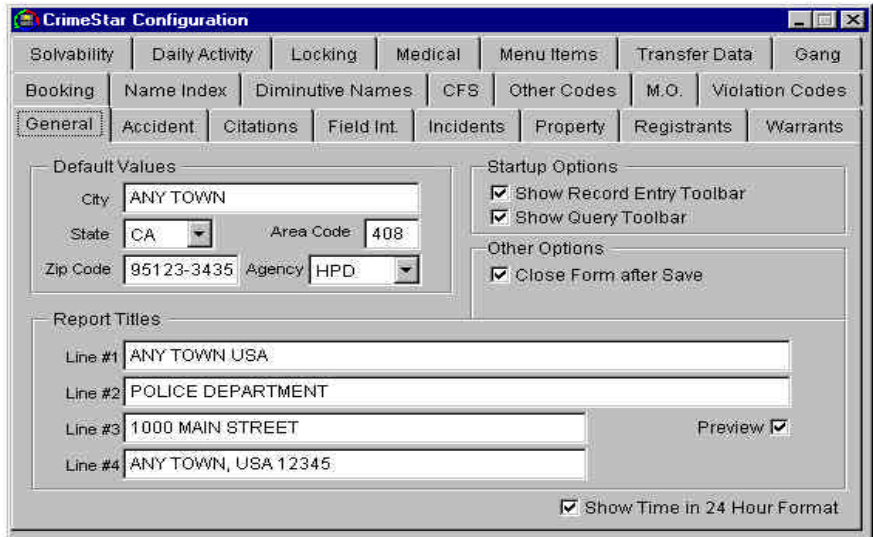 CrimeStar Configuration
Solvability Daily Activity Locking Medical Menu Items Transfer Data Gang
Booking Name Index Diminutive Names CFS Other Codes M.O. Violation Codes
General Accident Citations Field Int. Incidents Property Registrants Warrants
Default Values
City ANY TOWN
State CA Area Code 408
Zip Code 95123-3435 Agency HPD
Startup Options
Show Record Entry Toolbar
Show Query Toolbar
Other Options
Close Form after Save
Report Titles
Line #1 ANY TOWN USA
Line #2 POLICE DEPARTMENT
Line #3 1000 MAIN STREET Preview
Line #4 ANY TOWN, USA 12345
Show Time in 24 Hour Format